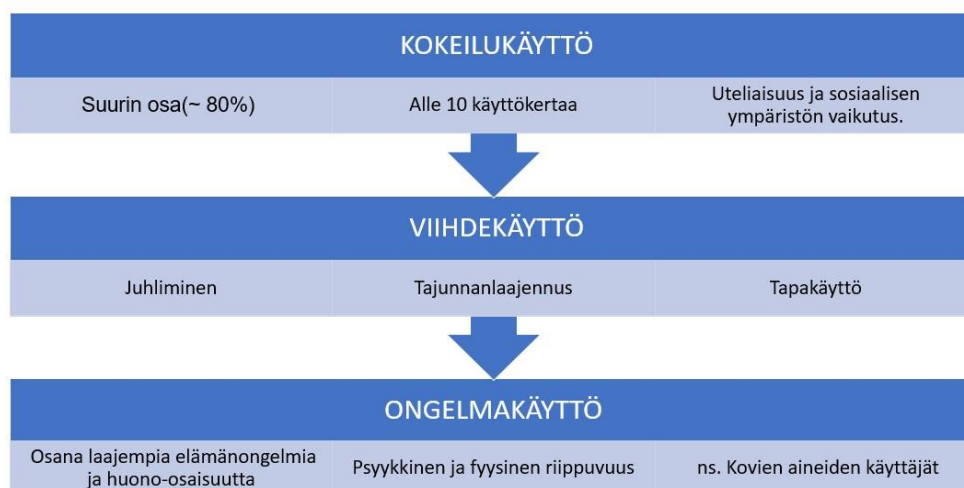 KOKEILUKÄYTTÖ
Suurin osa(~ 80%)
Alle 10 käyttökertaa
Uteliaisuus ja sosiaalisen
ympäristön vaikutus.
VIIHDEKÄYTTÖ
Juhliminen
Tajunnanlaajennus
Tapakäyttö
ONGELMAKÄYTTÖ
Osana laajempia elämänongelmia
ja huono-osaisuutta
Psyykkinen ja fyysinen riippuvuus
ns. Kovien aineiden käyttäjät